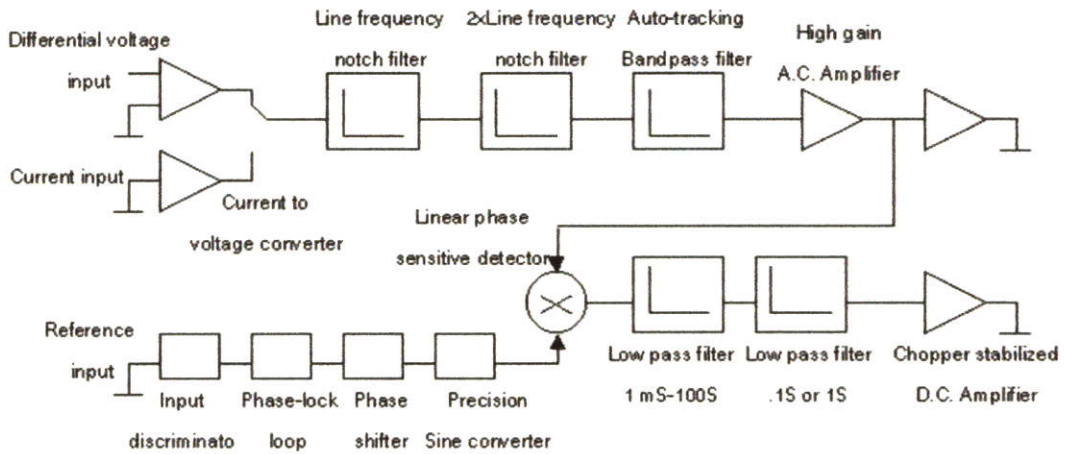 Line frequency 2xLine frequency Auto-tracking
Differential voltage
High gain
input
notch filter notch filter Bandpass filter
A.C. Amplifier
Current input
Current to
voltage converter
Linear phase
sensitive detector
Reference
input
Low pass filter Low pass filter Chopper stabilized
1 mS-100S .1S or 1S D.C. Amplifier
Input Phase-lock Phase Precision
discriminato loop shifter Sine converter